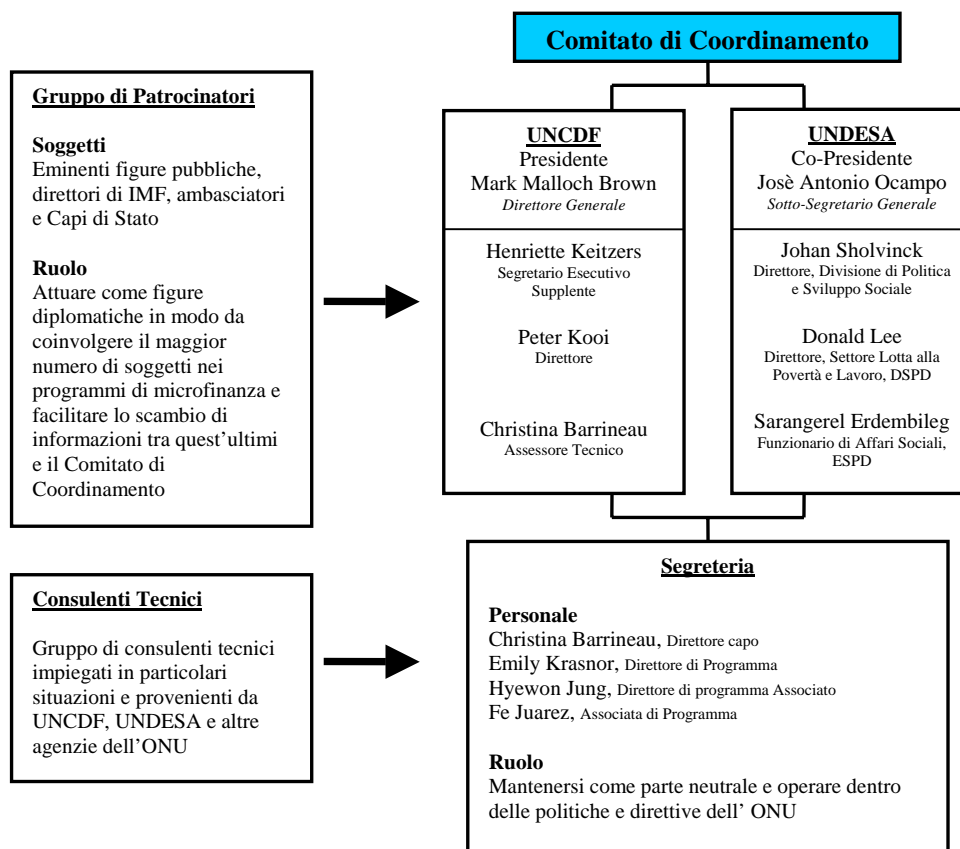 Comitato di Coordinamento
Gruppo di Patrocinatori
Soggetti
Eminenti figure pubbliche,
direttori di IMF, ambasciatori
e Capi di Stato
Ruolo
Attuare come figure
diplomatiche in modo da
coinvolgere il maggior
numero di soggetti nei
programmi di microfinanza e
facilitare lo scambio di
informazioni tra quest'ultimi
e il Comitato di
Coordinamento
UNCDF
Presidente
Mark Malloch Brown
Direttore Generale
Henriette Keitzers
Segretario Esecutivo
Supplente
Peter Kooi
Direttore
Christina Barrineau
Assessore Tecnico
UNDESA
Co-Presidente
Josè Antonio Ocampo
Sotto-Segretario Generale
Johan Sholvinck
Direttore, Divisione di Politica
e Sviluppo Sociale
Donald Lee
Direttore, Settore Lotta alla
Povertà e Lavoro, DSPD
Sarangerel Erdembileg
Funzionario di Affari Sociali,
ESPD
Consulenti Tecnici
Gruppo di consulenti tecnici
impiegati in particolari
situazioni e provenienti da
UNCDF, UNDESA e altre
agenzie dell'ONU
Segreteria
Personale
Christina Barrineau, Direttore capo
Emily Krasnor, Direttore di Programma
Hyewon Jung, Direttore di programma Associato
Fe Juarez, Associata di Programma
Ruolo
Mantenersi come parte neutrale e operare dentro
delle politiche e direttive dell' ONU